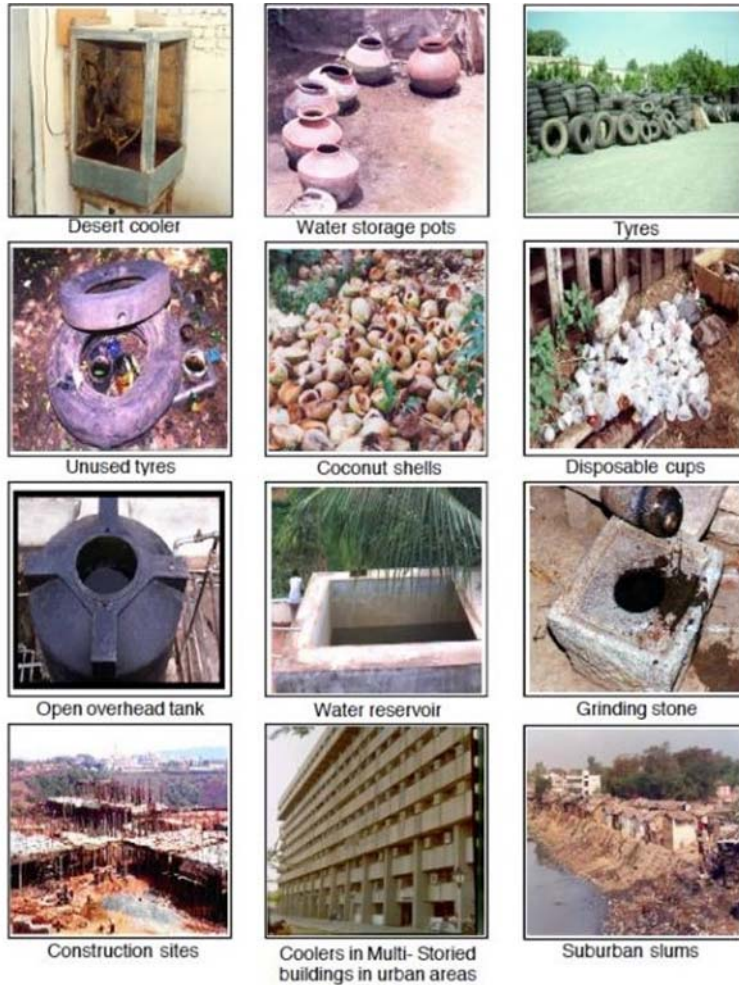 Desert cooler
Water storage pots
Tyres
Unused tyres
Coconut shells
Disposable cups
Open overhead tank
Water reservoir
Grinding stone
Construction sites
Coolers in Multi- Storied
buildings in urban areas
Suburban slums